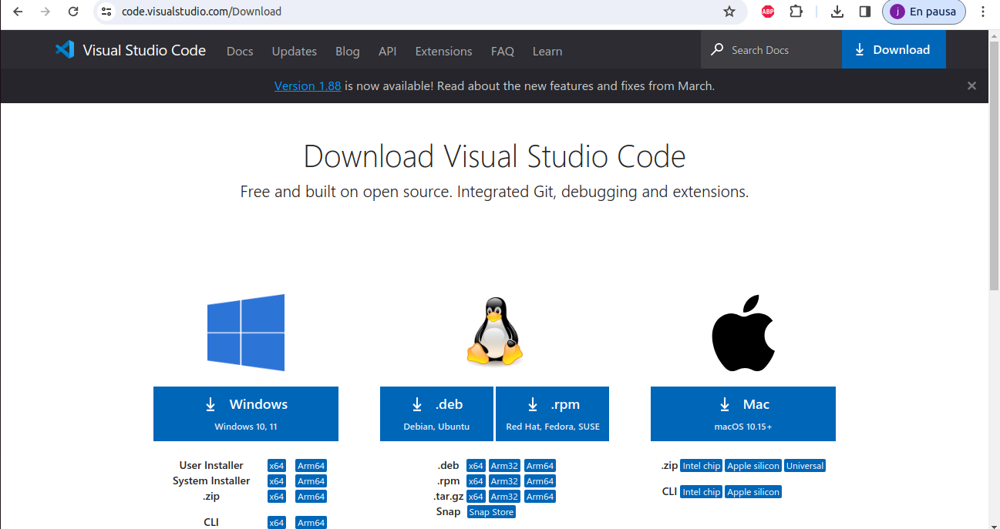 code.visualstudio.com/Download
ABP
j En pausa
Visual Studio Code Docs Updates Blog API Extensions FAQ Learn Search Docs Download
Version 1.88 is now available! Read about the new features and fixes from March.
Download Visual Studio Code
Free and built on open source. Integrated Git, debugging and extensions.
Windows
Windows 10, 11
User Installer x64 Arm64
System Installer x64 Arm64
.zip x64 Arm64
CLI x64 Arm64
.deb
Debian, Ubuntu
.rpm
Red Hat, Fedora, SUSE
.deb x64 Arm32 Arm64
.rpm x64 Arm32 Arm64
.tar.gz x64 Arm32 Arm64
Snap Snap Store
Mac
macOS 10.15+
.zip Intel chip Apple silicon Universal
CLI Intel chip Apple silicon